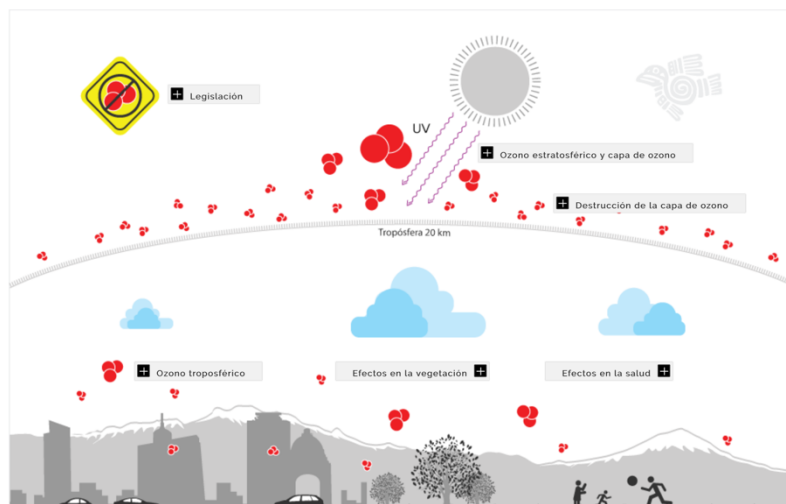 Legislación
UV
Ozono estratosférico y capa de ozono
Destrucción de la capa de ozono
Tropósfera 20 km
Ozono troposférico
Efectos en la vegetación
Efectos en la salud